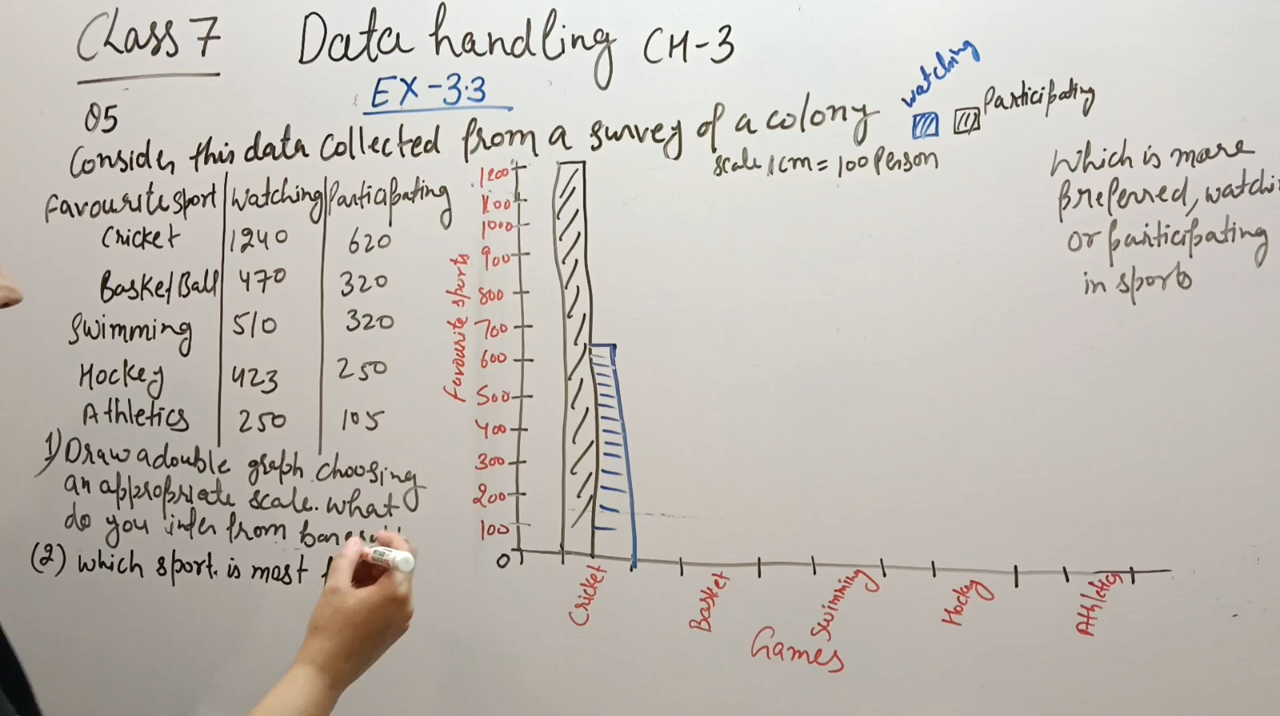 Class 7 Data handling CH-3
EX-3.3
Q5
Consider this data collected from a survey of a colony
watching
Participating
scale 1cm = 100 Person
Favourite sport Watching Participating
Cricket 1240 620
BasketBall 470 320
Swimming 510 320
Hockey 423 250
Athletics 250 105
1) Draw a double graph choosing
an appropriate scale. what
do you infer from
(2) which sport is most
Favourite sports
1200
1100
1000
900
800
700
600
500
400
300
200
100
0
Cricket
Basket
Swimming
Hockey
Athletics
Games
Which is more
preferred, watchi
or participating
in sports